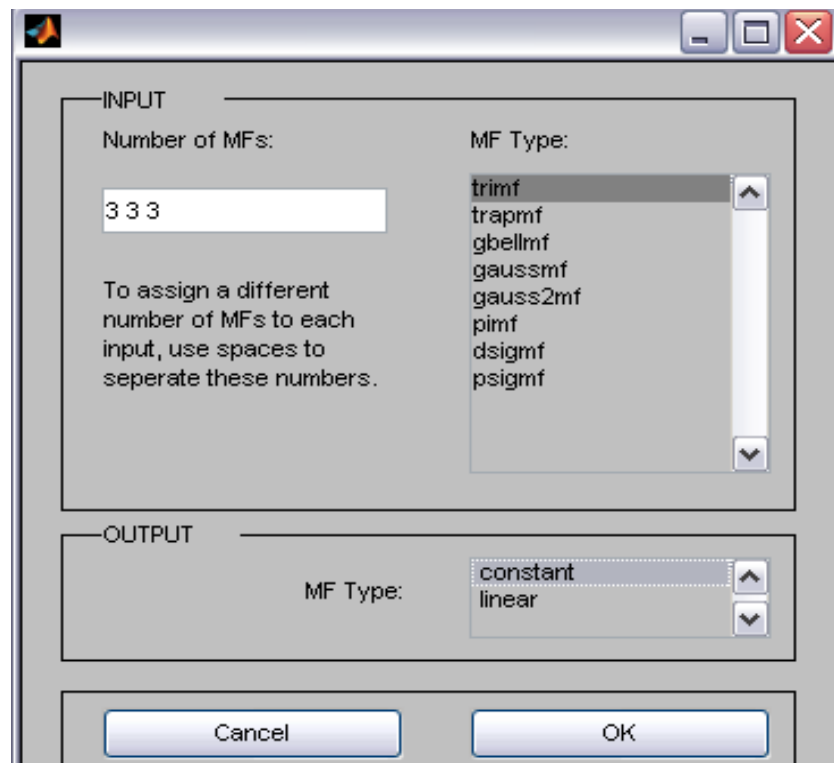 INPUT
Number of MFs:
3 3 3
To assign a different
number of MFs to each
input, use spaces to
seperate these numbers.
MF Type:
trimf
trapmf
gbellmf
gaussmf
gauss2mf
pimf
dsigmf
psigmf
OUTPUT
MF Type:
constant
linear
Cancel
OK